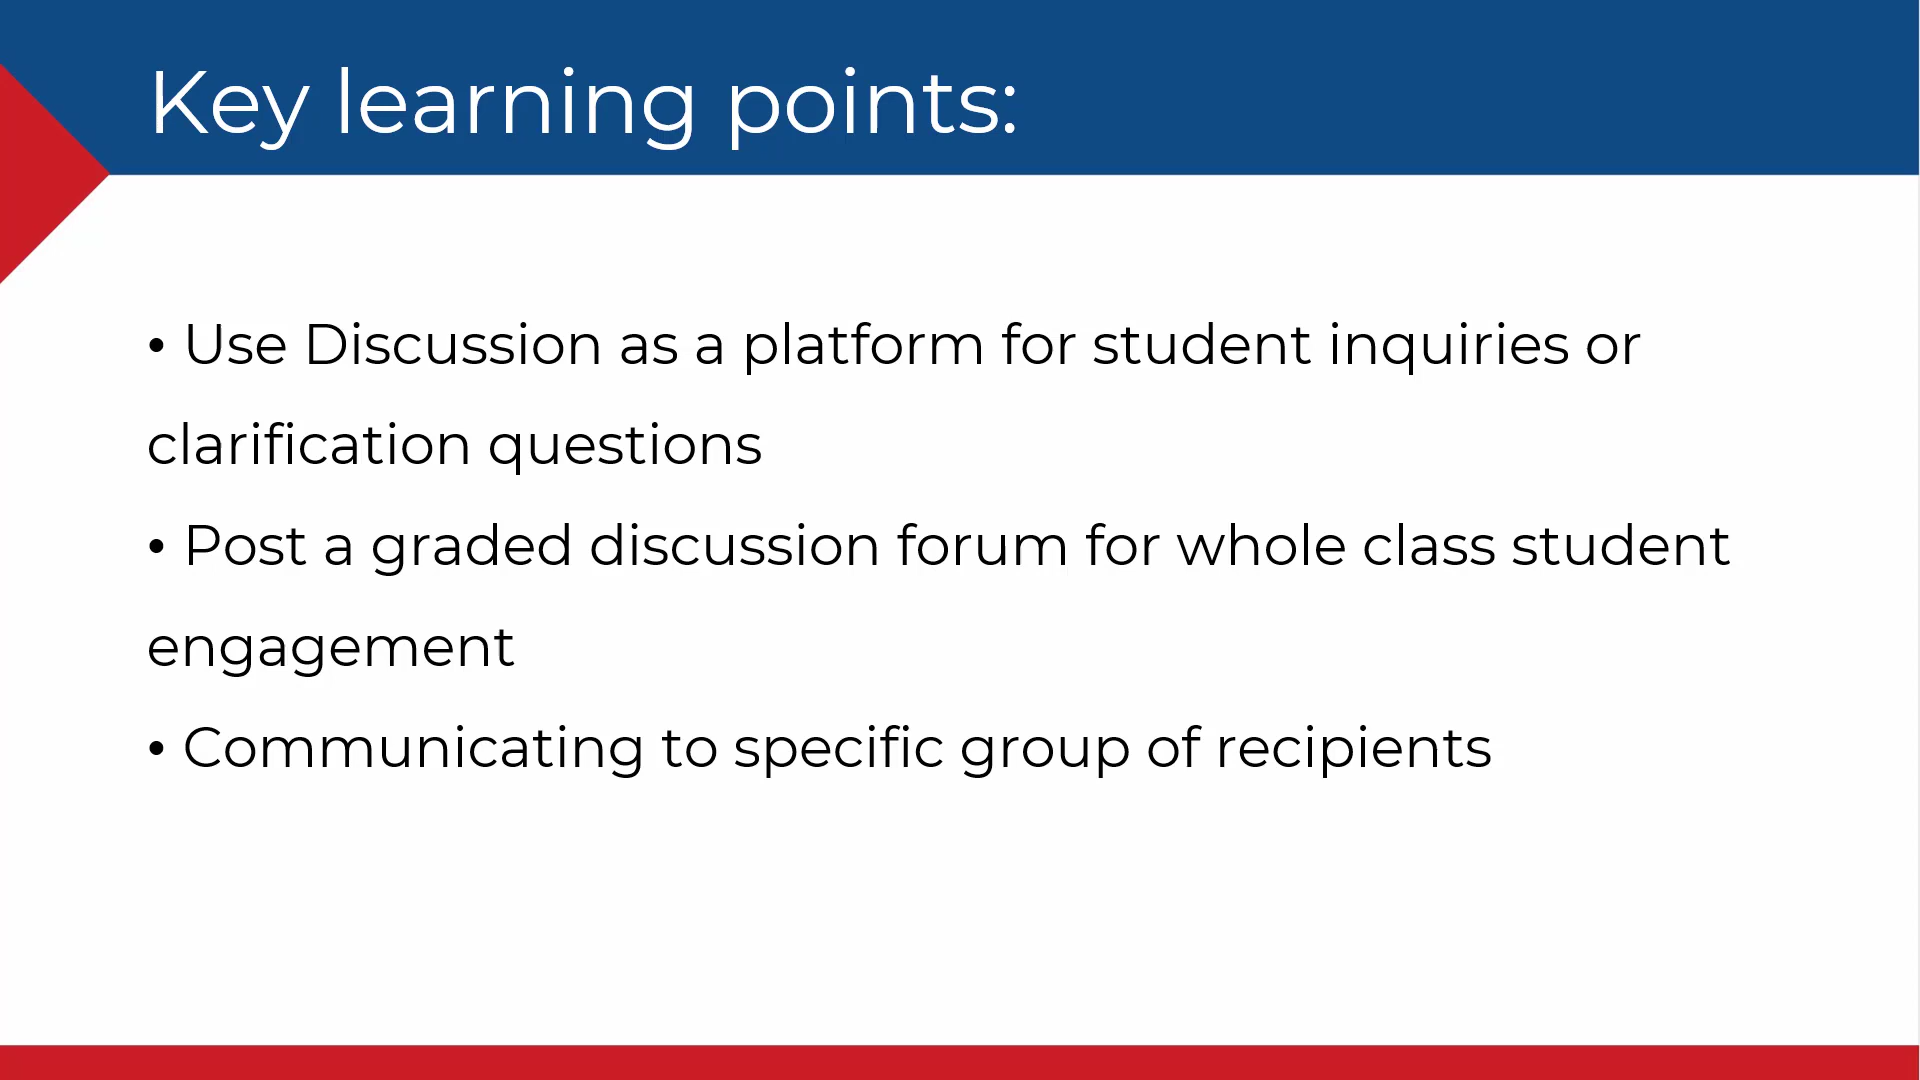 Key learning points:
• Use Discussion as a platform for student inquiries or
clarification questions
• Post a graded discussion forum for whole class student
engagement
• Communicating to specific group of recipients